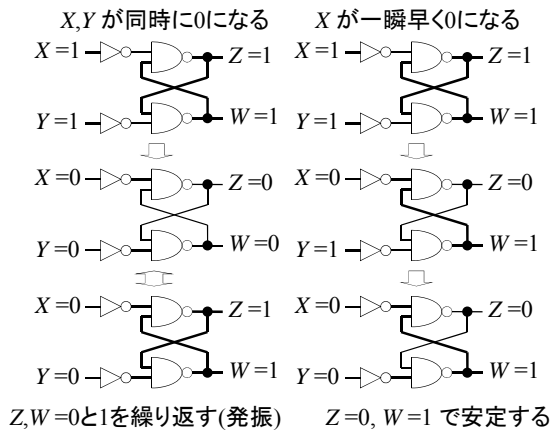 X,Y が同時に0になる
X=1
Z=1
Y=1
W=1
X=0
Z=0
Y=0
W=0
X=0
Z=1
Y=0
W=1
Z,W=0と1を繰り返す(発振)
X が一瞬早く0になる
X=1
Z=1
Y=1
W=1
X=0
Z=0
Y=1
W=1
X=0
Z=0
Y=0
W=1
Z=0, W=1 で安定する